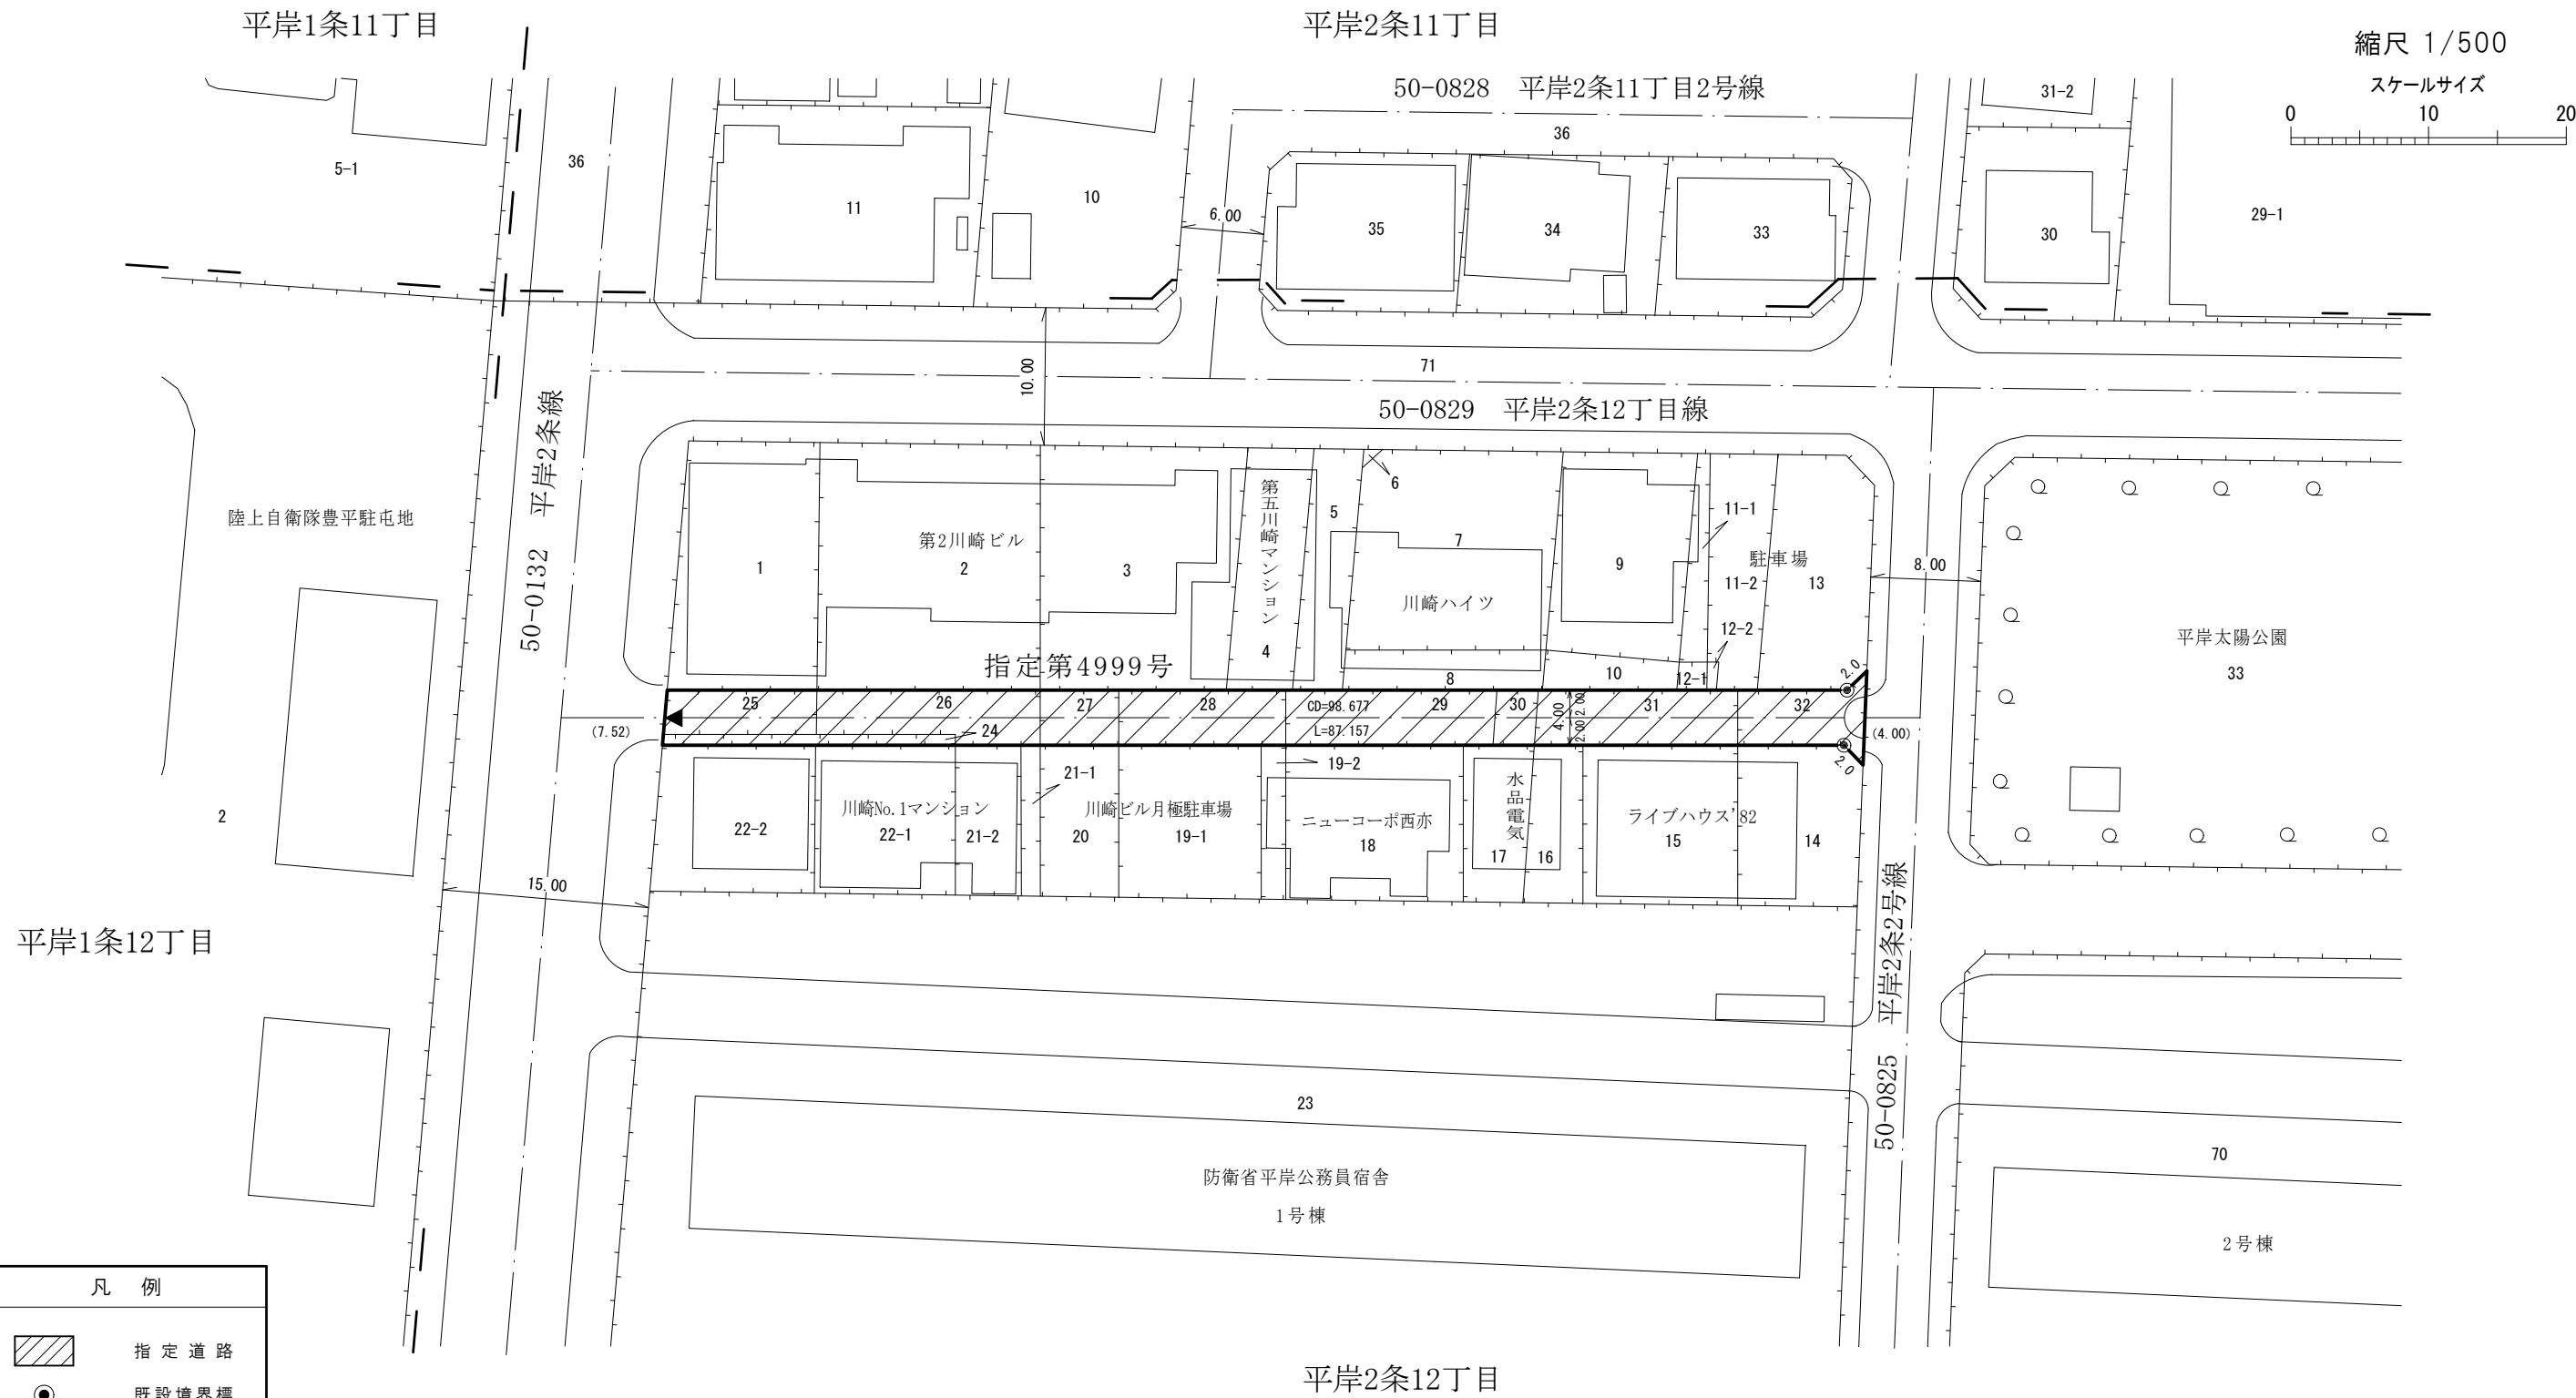 平岸1条11丁目
平岸2条11丁目
縮尺 1/500
スケールサイズ
0 10 20
50-0828 平岸2条11丁目2号線
36
31-2
5-1
36
11
10
6.00
35
34
33
30
29-1
10.00
71
50-0829 平岸2条12丁目線
50-0132 平岸2条線
陸上自衛隊豊平駐屯地
1
第2川崎ビル
2
3
第五川崎マンション
4
5
6
7
川崎ハイツ
8
9
10
11-1
11-2
駐車場
13
12-2
12-1
8.00
平岸太陽公園
33
指定第4999号
25
26
27
28
CD=98.677
L=87.157
29
30
4.00
2.00
2.00
31
32
2.0
2.0
(7.52)
(4.00)
24
21-1
19-2
22-2
川崎No.1マンション
22-1
21-2
川崎ビル月極駐車場
20
19-1
ニューコーポ西亦
18
水品電気
17
16
ライブハウス'82
15
14
2
15.00
平岸1条12丁目
50-0825 平岸2条2号線
23
防衛省平岸公務員宿舎
1号棟
70
2号棟
凡 例
指定道路
既設境界標
平岸2条12丁目